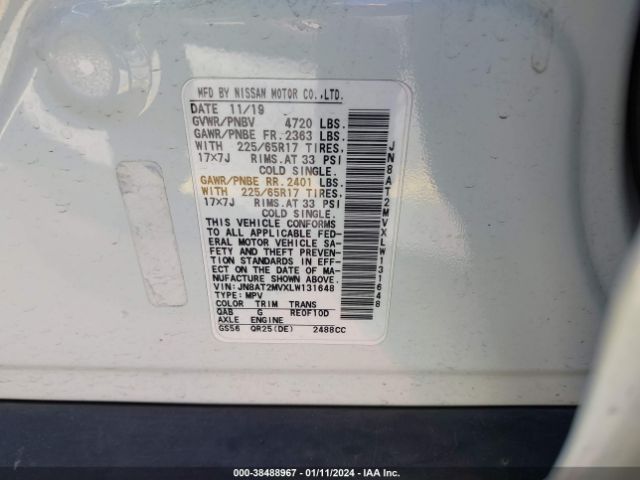 MFD BY NISSAN MOTOR CO.,LTD.
DATE 11/19
GVWR/PNBV 4720 LBS.
GAWR/PNBE FR. 2363 LBS.
WITH 225/65R17 TIRES.
17×7J RIMS.AT 33 PSI
COLD SINGLE.
GAWR/PNBE RR. 2401 LBS.
WITH 225/65R17 TIRES.
17×7J RIMS.AT 33 PSI
COLD SINGLE.
THIS VEHICLE CONFORMS
TO ALL APPLICABLE FED-
ERAL MOTOR VEHICLE SA-
FETY AND THEFT PREVEN-
TION STANDARDS IN EFF-
ECT ON THE DATE OF MA-
NUFACTURE SHOWN ABOVE.
VIN: JN8AT2MVXLW131648
TYPE: MPV
COLOR TRIM TRANS
QAB G RE0F10D
AXLE ENGINE
GS56 QR25(DE) 2488CC
JN8AT2MVXLW131648
000-38488967 - 01/11/2024 - IAA Inc.